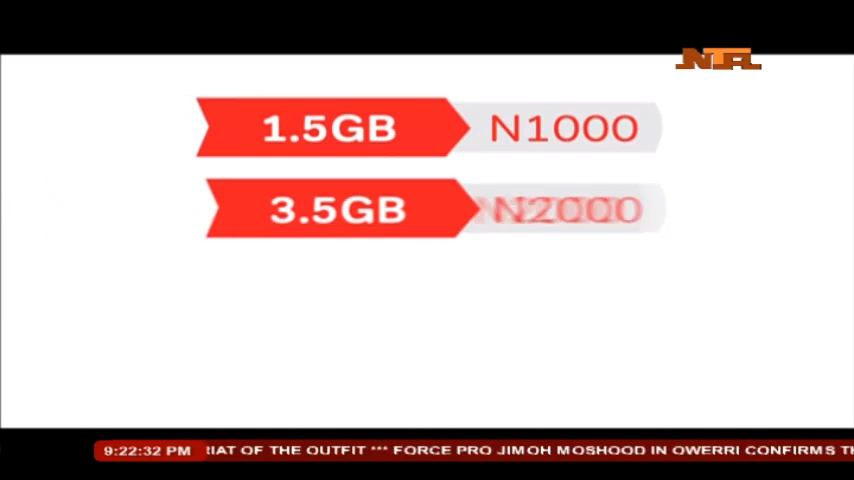 NTA
1.5GB N1000
3.5GB N2000
9:22:32 PM RIAT OF THE OUTFIT *** FORCE PRO JIMOH MOSHOOD IN OWERRI CONFIRMS